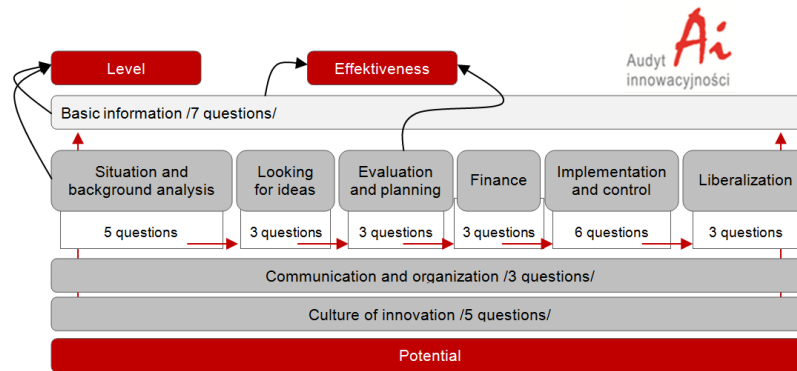 Audyt Ai
innowacyjności
Level
Effektiveness
Basic information /7 questions/
Situation and
background analysis
Looking
for ideas
Evaluation
and planning
Finance
Implementation
and control
Liberalization
5 questions
3 questions
3 questions
3 questions
6 questions
3 questions
Communication and organization /3 questions/
Culture of innovation /5 questions/
Potential